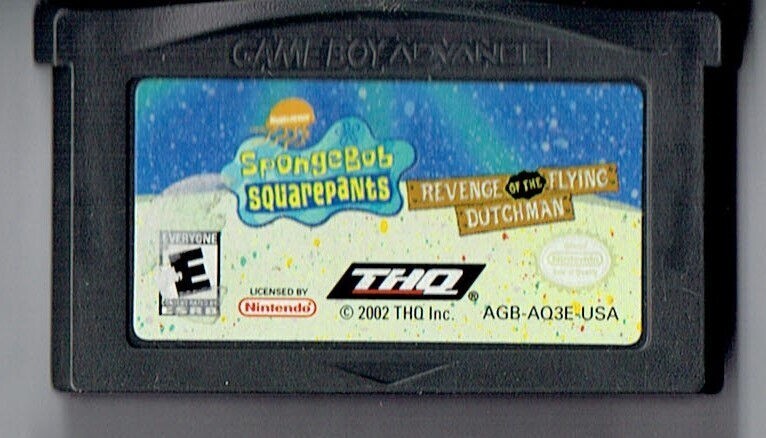 GAME BOY ADVANCE
Nickelodeon
SpongeBob
SQUAREPANTS
REVENGE OF THE FLYING
DUTCHMAN
EVERYONE
E
ESRB
LICENSED BY
Nintendo
THQ
®
© 2002 THQ Inc.
AGB-AQ3E-USA
Nintendo